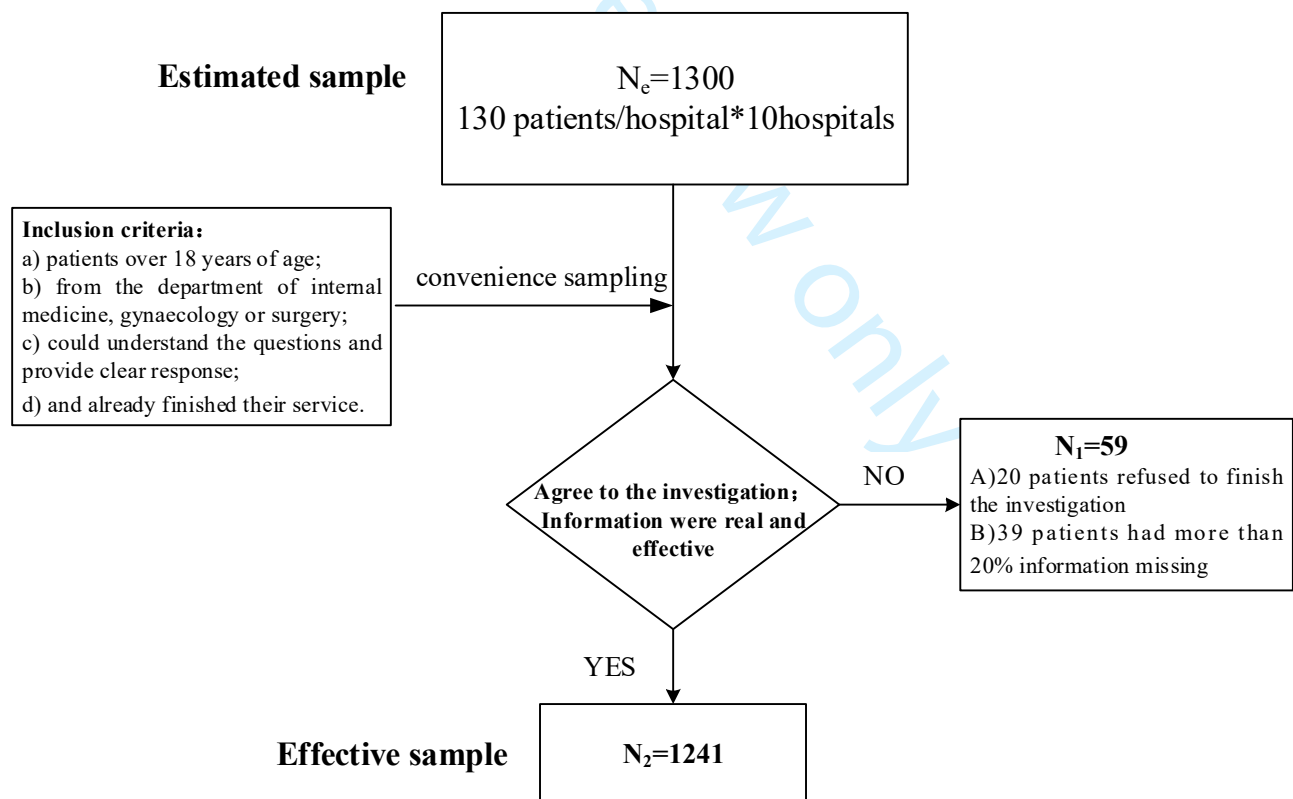 Estimated sample
Nₑ=1300
130 patients/hospital*10hospitals
Inclusion criteria：
a) patients over 18 years of age;
b) from the department of internal
medicine, gynaecology or surgery;
c) could understand the questions and
provide clear response;
d) and already finished their service.
convenience sampling
Agree to the investigation；
Information were real and
effective
NO
N₁=59
A)20 patients refused to finish
the investigation
B)39 patients had more than
20% information missing
YES
Effective sample
N₂=1241
w only